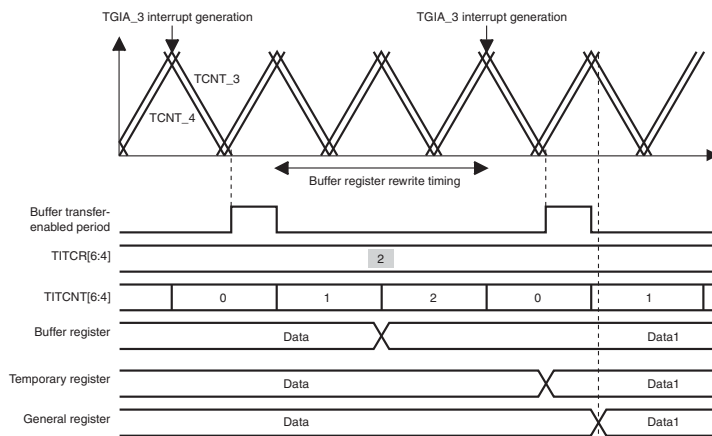 TGIA_3 interrupt generation
TGIA_3 interrupt generation
TCNT_3
TCNT_4
Buffer register rewrite timing
Buffer transfer-
enabled period
TITCR[6:4]
2
TITCNT[6:4]
0
1
2
0
1
Buffer register
Data
Data1
Temporary register
Data
Data1
General register
Data
Data1